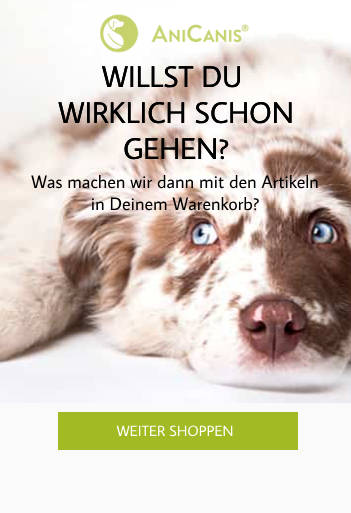 ANICANIS®
WILLST DU
WIRKLICH SCHON
GEHEN?
Was machen wir dann mit den Artikeln
in Deinem Warenkorb?
WEITER SHOPPEN